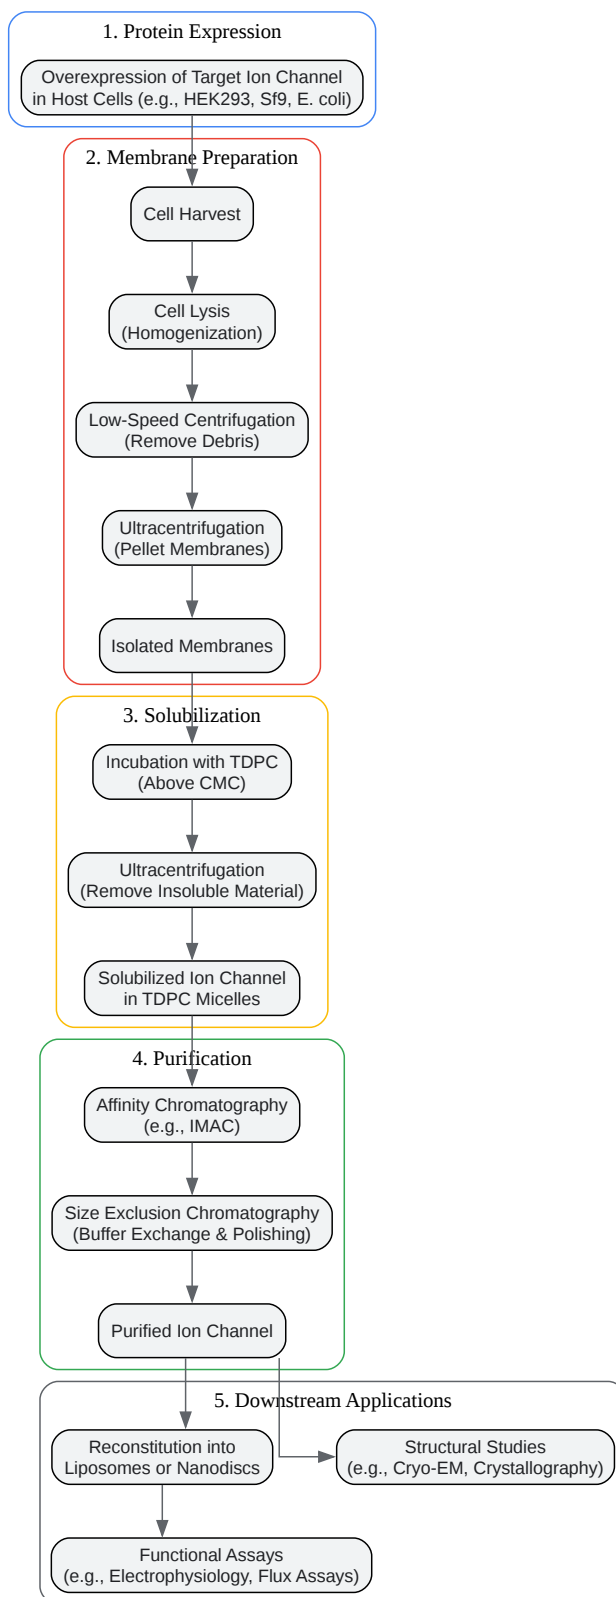 1. Protein Expression
Overexpression of Target Ion Channel
in Host Cells (e.g., HEK293, Sf9, E. coli)
2. Membrane Preparation
Cell Harvest
Cell Lysis
(Homogenization)
Low-Speed Centrifugation
(Remove Debris)
Ultracentrifugation
(Pellet Membranes)
Isolated Membranes
3. Solubilization
Incubation with TDPC
(Above CMC)
Ultracentrifugation
(Remove Insoluble Material)
Solubilized Ion Channel
in TDPC Micelles
4. Purification
Affinity Chromatography
(e.g., IMAC)
Size Exclusion Chromatography
(Buffer Exchange & Polishing)
Purified Ion Channel
5. Downstream Applications
Reconstitution into
Liposomes or Nanodiscs
Structural Studies
(e.g., Cryo-EM, Crystallography)
Functional Assays
(e.g., Electrophysiology, Flux Assays)